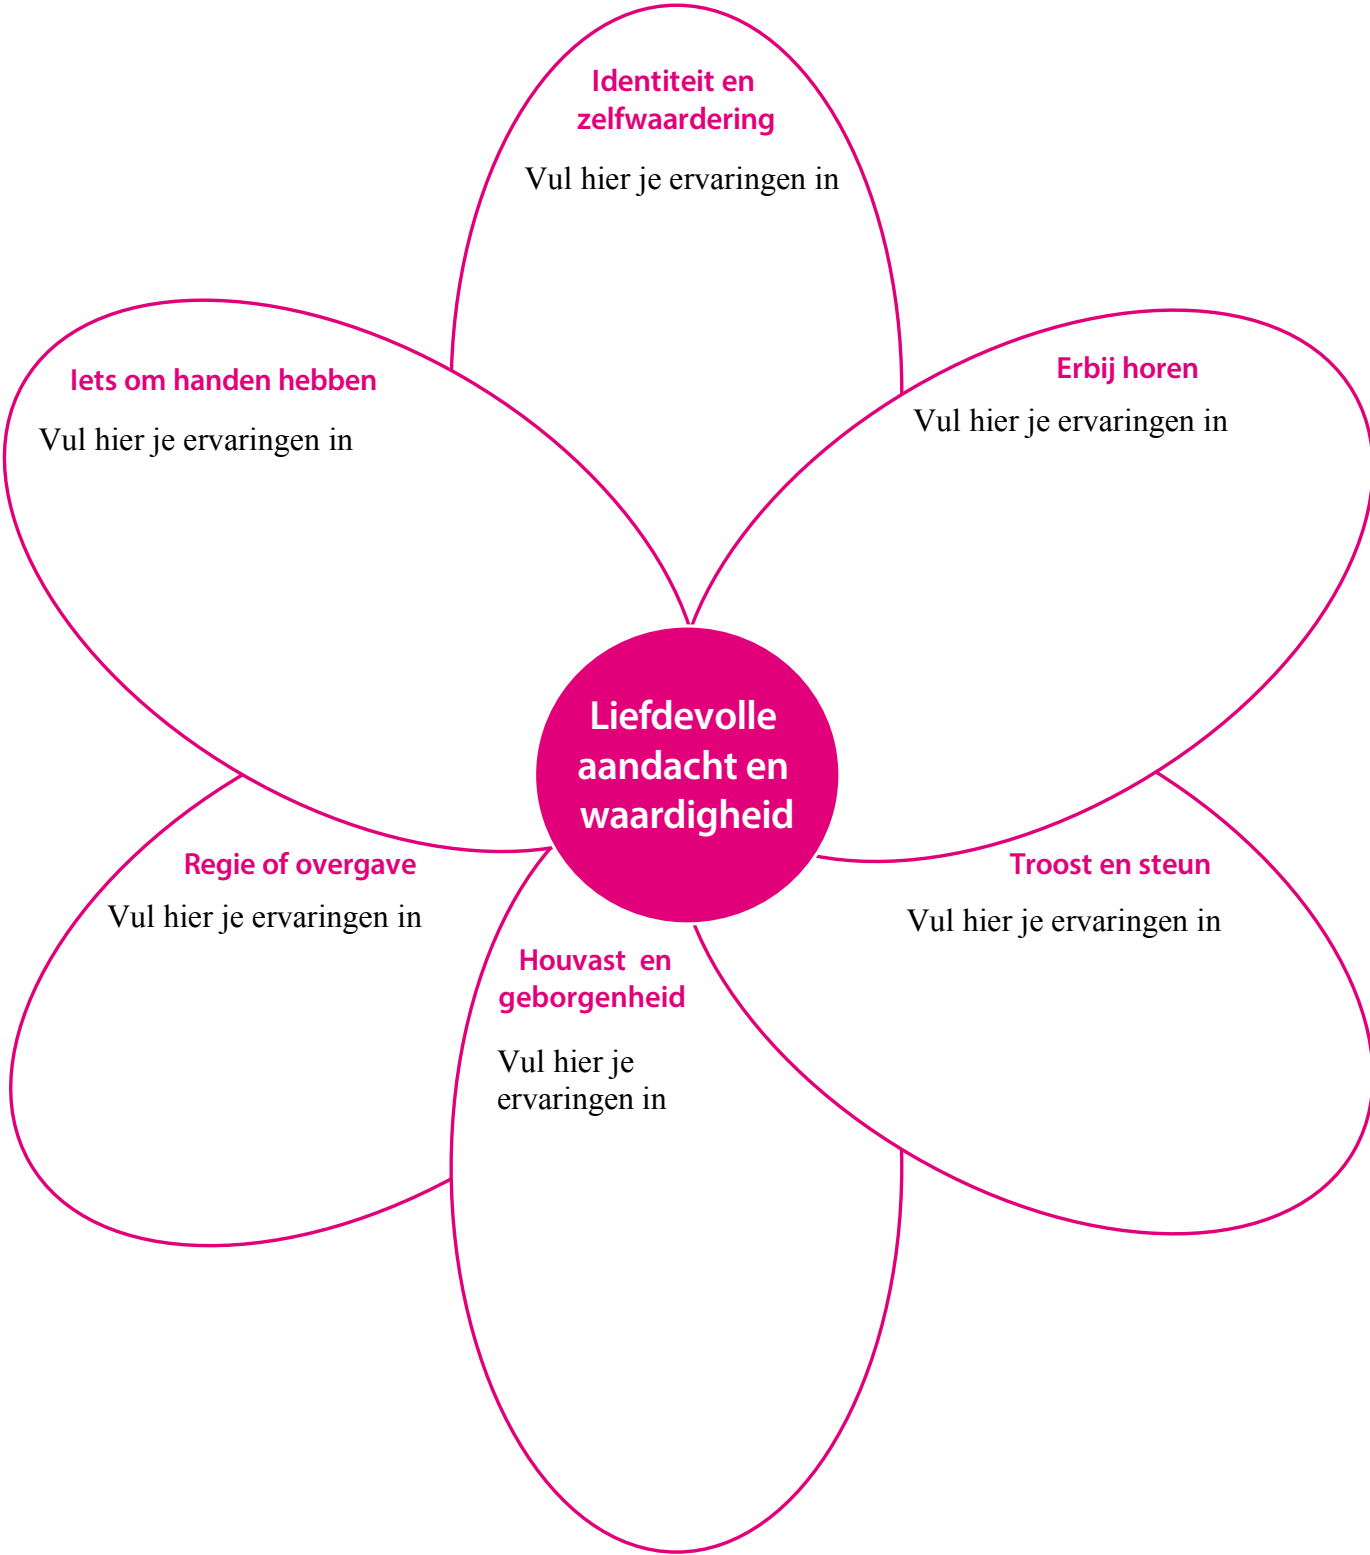 Identiteit en
zelfwaardering
Vul hier je ervaringen in
Iets om handen hebben
Vul hier je ervaringen in
Erbij horen
Vul hier je ervaringen in
Liefdevolle
aandacht en
waardigheid
Regie of overgave
Vul hier je ervaringen in
Troost en steun
Vul hier je ervaringen in
Houvast en
geborgenheid
Vul hier je
ervaringen in